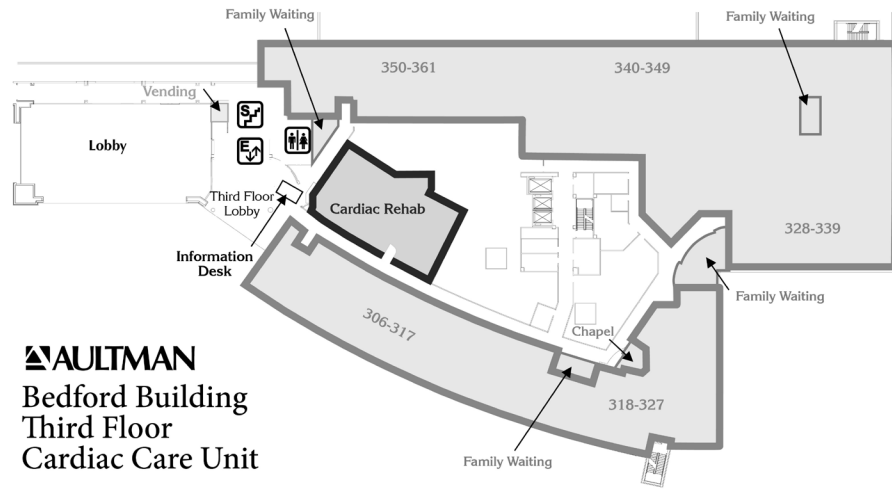 Family Waiting
Family Waiting
350-361
340-349
Vending
S
Lobby
E
Third Floor
Lobby
Cardiac Rehab
328-339
Information
Desk
Family Waiting
306-317
Chapel
AULTMAN
Bedford Building
Third Floor
Cardiac Care Unit
318-327
Family Waiting